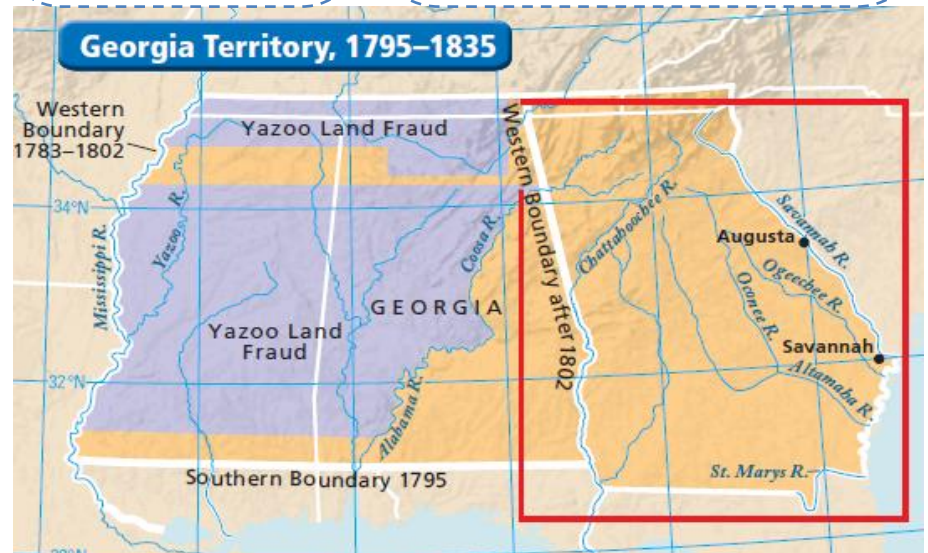 Georgia Territory, 1795–1835
Western
Boundary
1783–1802
Yazoo Land Fraud
Western Boundary after 1802
34°N
Mississippi R.
Yazoo R.
Coosa R.
Chattahoochee R.
Savannah R.
Augusta
Ogeechee R.
Oconee R.
GEORGIA
Yazoo Land
Fraud
Savannah
32°N
Altamaha R.
Alabama R.
Southern Boundary 1795
St. Marys R.